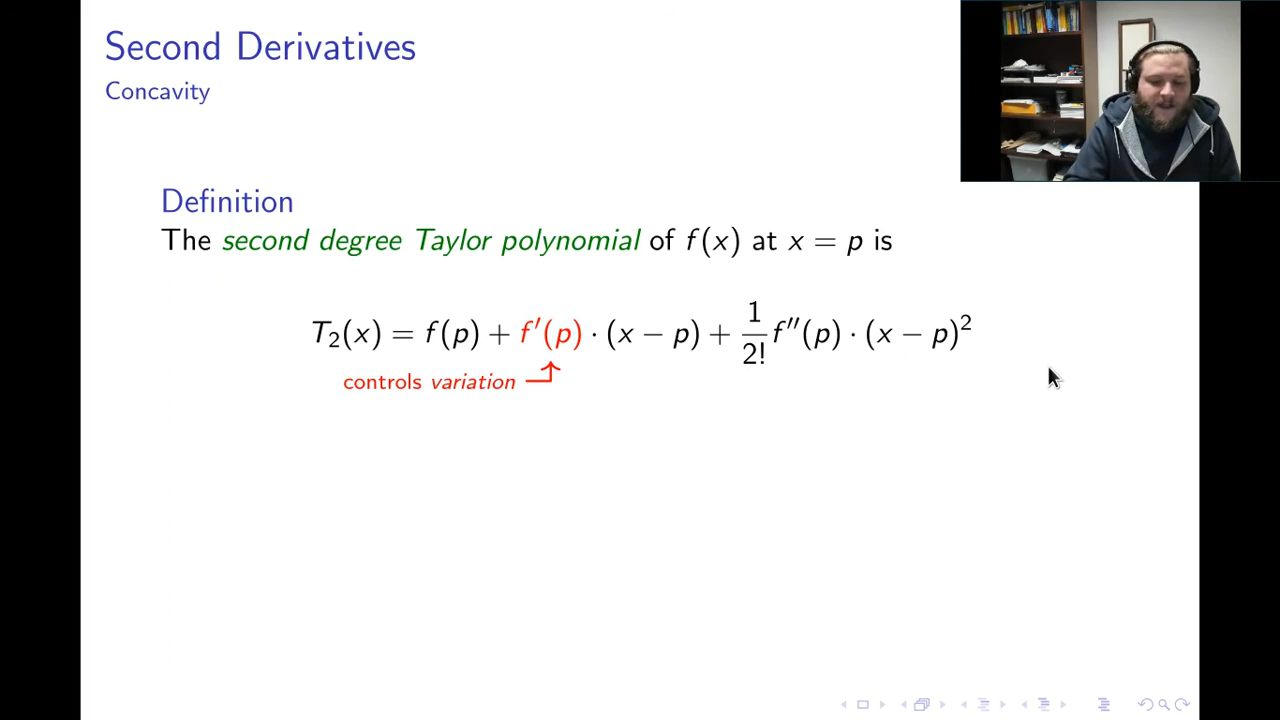 Second Derivatives
Concavity
Definition
The second degree Taylor polynomial of f(x) at x = p is
T₂(x) = f(p) + f′(p) · (x − p) + 1/2! f″(p) · (x − p)²
controls variation